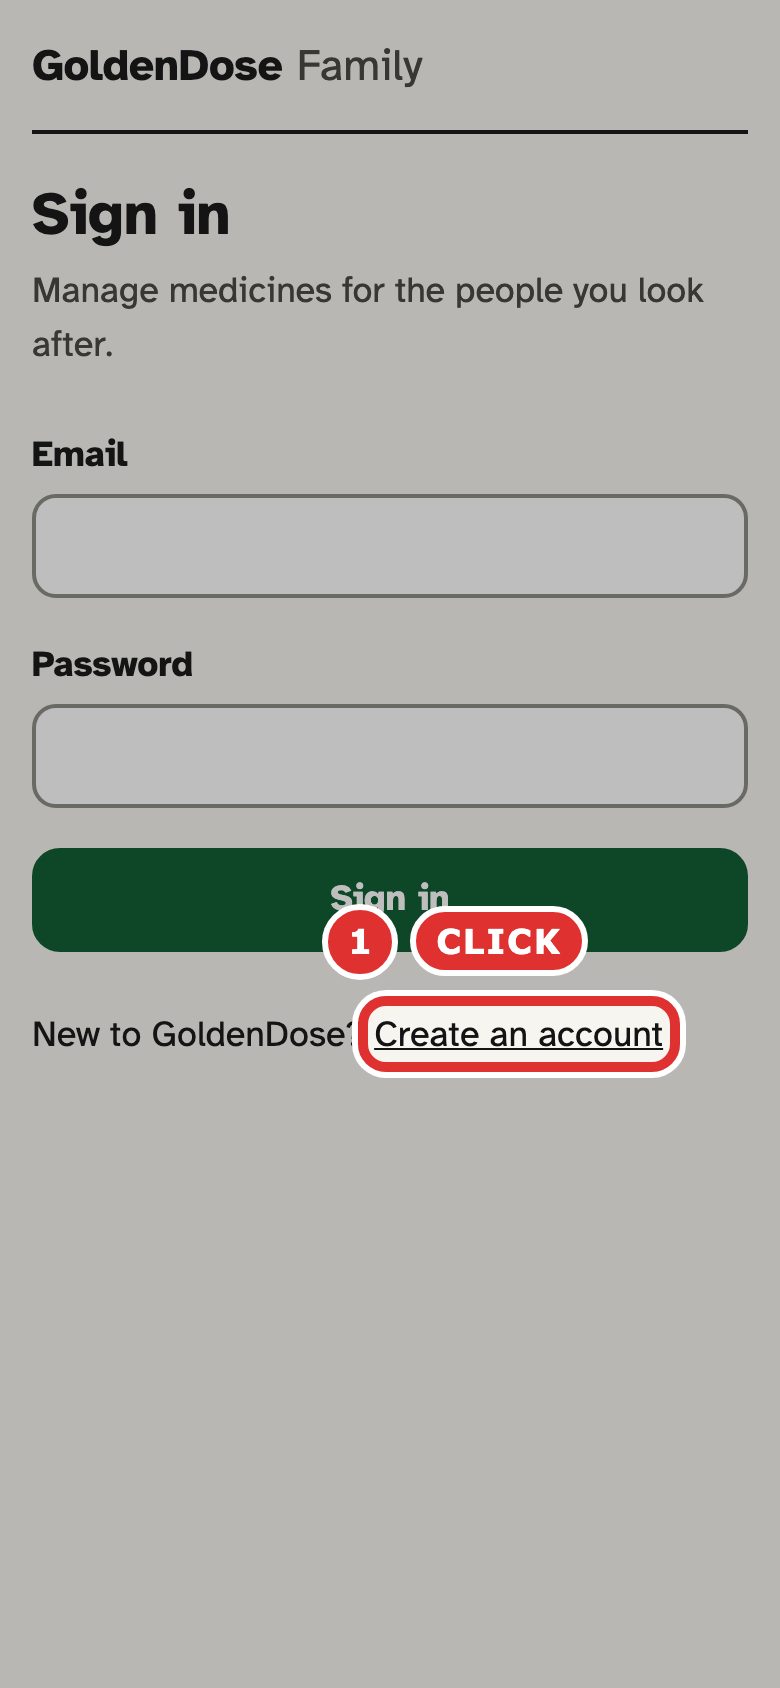 GoldenDose Family
Sign in
Manage medicines for the people you look
after.
Email
Password
Sign in
1 CLICK
New to GoldenDose? Create an account